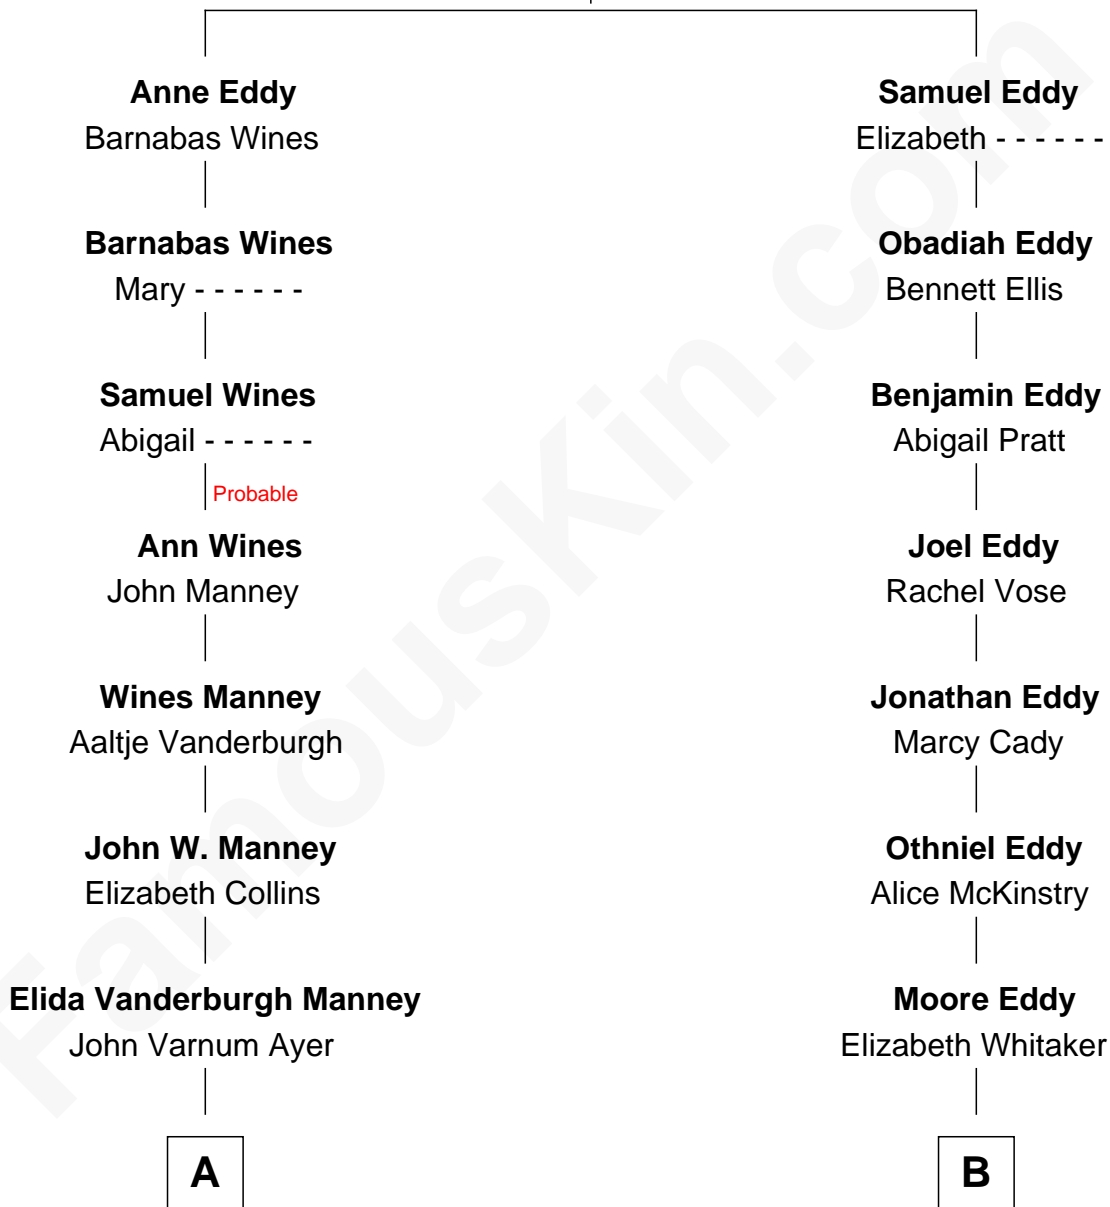 Anne Eddy
Barnabas Wines
Barnabas Wines
Mary - - - - - -
Samuel Wines
Abigail - - - - - -
Probable
Ann Wines
John Manney
Wines Manney
Aaltje Vanderburgh
John W. Manney
Elizabeth Collins
Elida Vanderburgh Manney
John Varnum Ayer
A
Samuel Eddy
Elizabeth - - - - - -
Obadiah Eddy
Bennett Ellis
Benjamin Eddy
Abigail Pratt
Joel Eddy
Rachel Vose
Jonathan Eddy
Marcy Cady
Othniel Eddy
Alice McKinstry
Moore Eddy
Elizabeth Whitaker
B
FamousKin.com